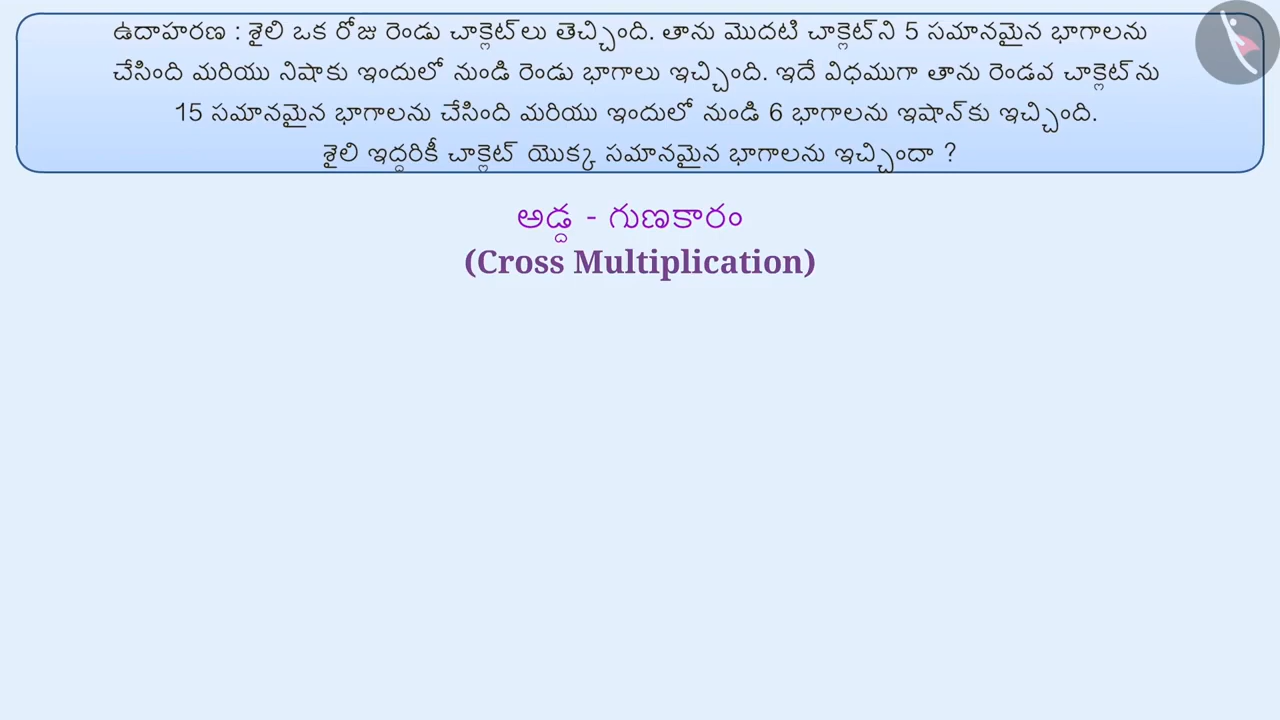 ఉదాహరణ : శైలి ఒక రోజు రెండు చాక్లెట్‌లు తెచ్చింది. తాను మొదటి చాక్లెట్‌ని 5 సమానమైన భాగాలను
చేసింది మరియు నిషాకు ఇందులో నుండి రెండు భాగాలు ఇచ్చింది. ఇదే విధముగా తాను రెండవ చాక్లెట్‌ను
15 సమానమైన భాగాలను చేసింది మరియు ఇందులో నుండి 6 భాగాలను ఇషాన్‌కు ఇచ్చింది.
శైలి ఇద్దరికీ చాక్లెట్ యొక్క సమానమైన భాగాలను ఇచ్చిందా ?
అడ్డ - గుణకారం
(Cross Multiplication)